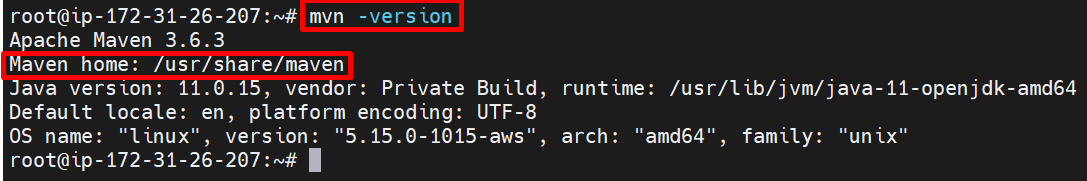 root@ip-172-31-26-207:~# mvn -version
Apache Maven 3.6.3
Maven home: /usr/share/maven
Java version: 11.0.15, vendor: Private Build, runtime: /usr/lib/jvm/java-11-openjdk-amd64
Default locale: en, platform encoding: UTF-8
OS name: "linux", version: "5.15.0-1015-aws", arch: "amd64", family: "unix"
root@ip-172-31-26-207:~#